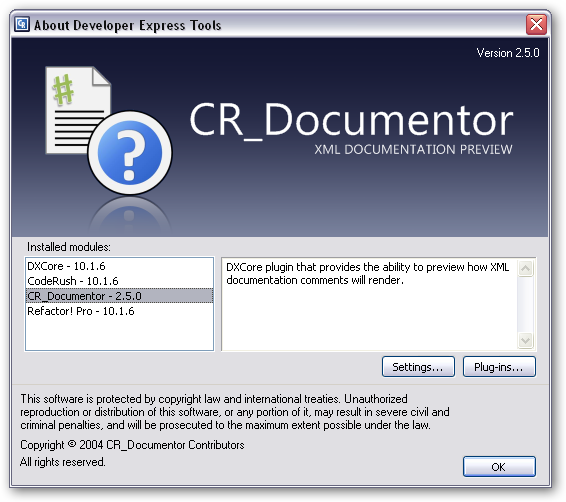 About Developer Express Tools
Version 2.5.0
#
?
CR_Documentor
XML DOCUMENTATION PREVIEW
Installed modules:
DXCore - 10.1.6
CodeRush - 10.1.6
CR_Documentor - 2.5.0
Refactor! Pro - 10.1.6
DXCore plugin that provides the ability to preview how XML
documentation comments will render.
Settings...
Plug-ins...
This software is protected by copyright law and international treaties. Unauthorized
reproduction or distribution of this software, or any portion of it, may result in severe civil and
criminal penalties, and will be prosecuted to the maximum extent possible under the law.
Copyright © 2004 CR_Documentor Contributors
All rights reserved.
OK